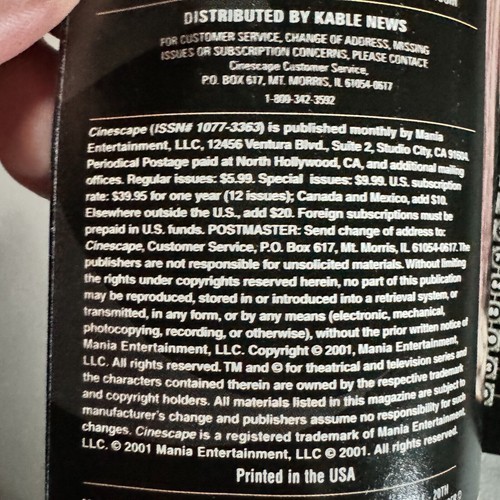 DISTRIBUTED BY KABLE NEWS
FOR CUSTOMER SERVICE, CHANGE OF ADDRESS, MISSING
ISSUES OR SUBSCRIPTION CONCERNS, PLEASE CONTACT
Cinescape Customer Service,
P.O. BOX 617, MT. MORRIS, IL 61054-0617
1-800-342-3592
Cinescape (ISSN# 1077-3363) is published monthly by Mania
Entertainment, LLC, 12456 Ventura Blvd., Suite 2, Studio City, CA 91604.
Periodical Postage paid at North Hollywood, CA, and additional mailing
offices. Regular issues: $5.99. Special issues: $9.99. U.S. subscription
rate: $39.95 for one year (12 issues); Canada and Mexico, add $10.
Elsewhere outside the U.S., add $20. Foreign subscriptions must be
prepaid in U.S. funds. POSTMASTER: Send change of address to:
Cinescape, Customer Service, P.O. Box 617, Mt. Morris, IL 61054-0617. The
publishers are not responsible for unsolicited materials. Without limiting
the rights under copyrights reserved herein, no part of this publication
may be reproduced, stored in or introduced into a retrieval system, or
transmitted, in any form, or by any means (electronic, mechanical,
photocopying, recording, or otherwise), without the prior written notice of
Mania Entertainment, LLC. Copyright © 2001, Mania Entertainment,
LLC. All rights reserved. TM and © for theatrical and television series and
the characters contained therein are owned by the respective trademark
and copyright holders. All materials listed in this magazine are subject to
manufacturer's change and publishers assume no responsibility for such
changes. Cinescape is a registered trademark of Mania Entertainment,
LLC. © 2001 Mania Entertainment, LLC © 2001. All rights reserved.
Printed in the USA
20TH